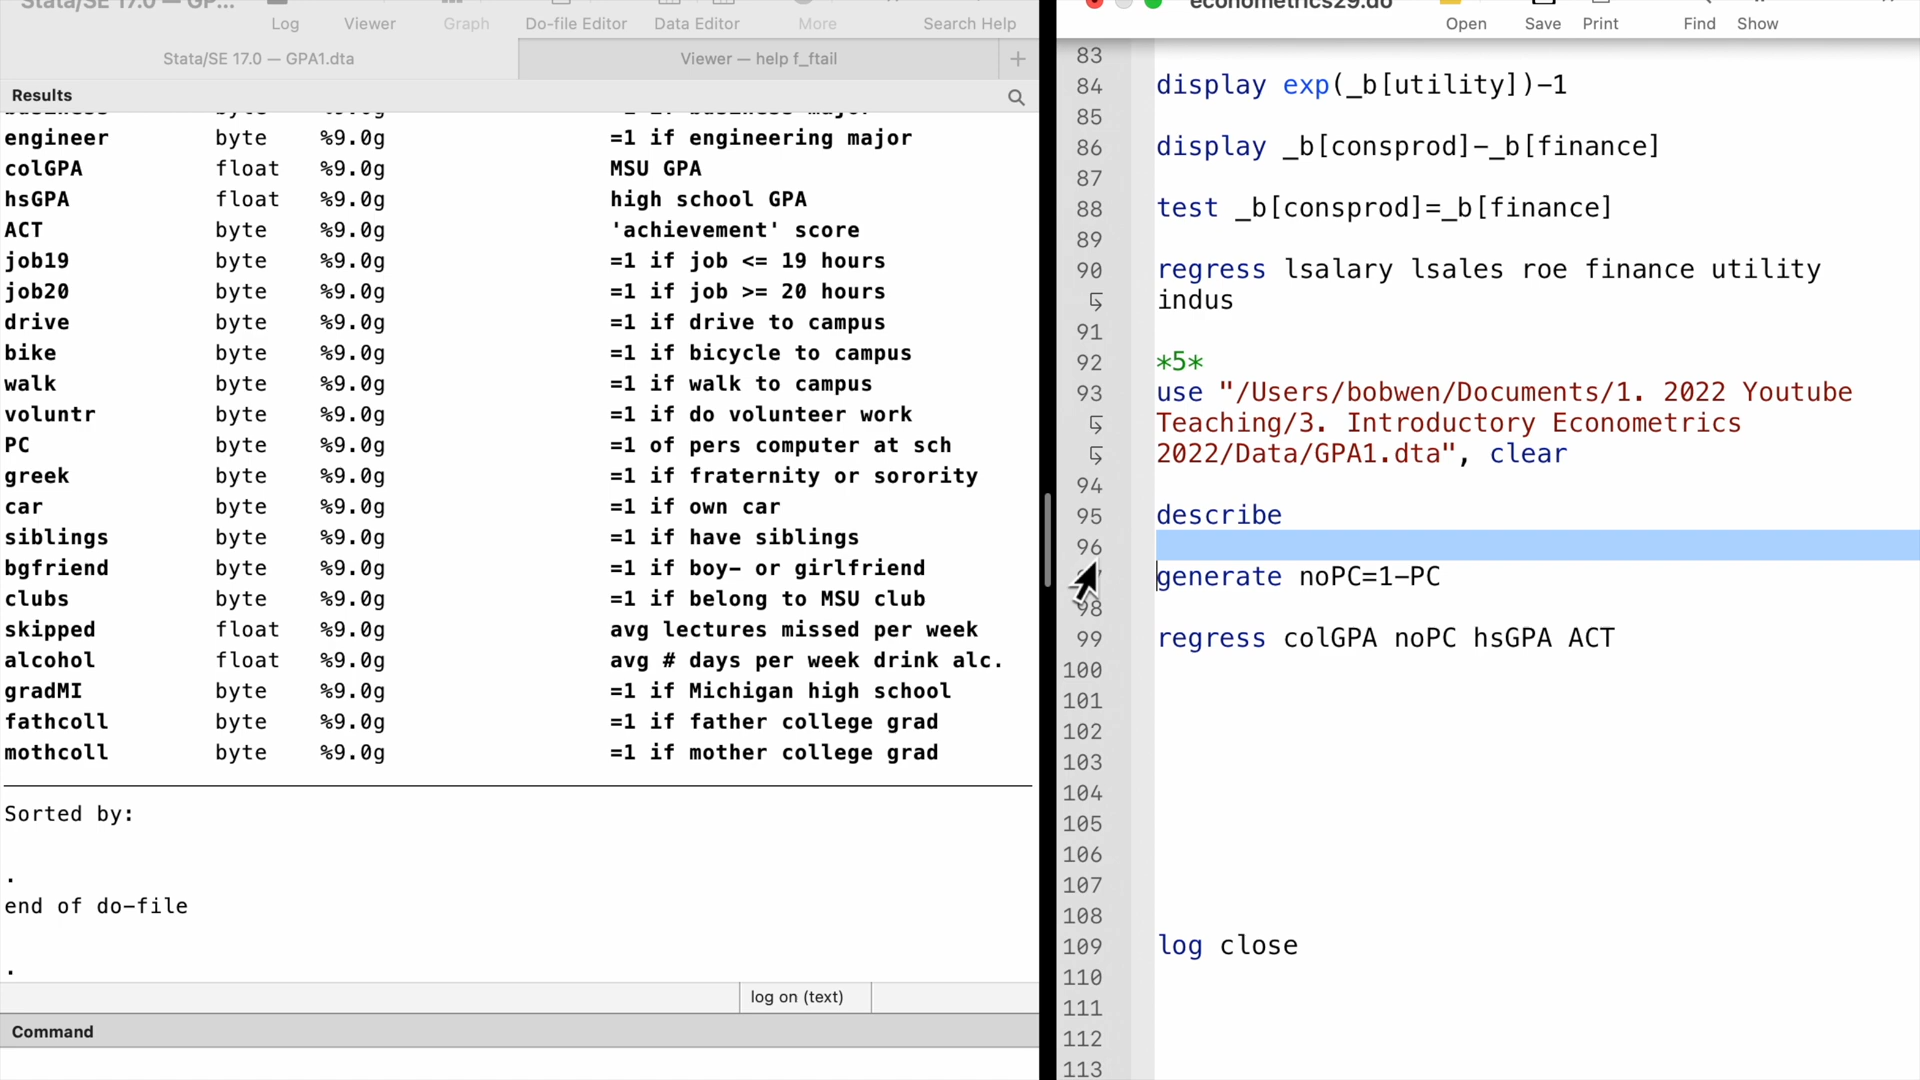 Stata/SE 17.0 — GP...
Log Viewer Graph Do-file Editor Data Editor More Search Help
Stata/SE 17.0 — GPA1.dta
Viewer — help f_ftail
+
Results
business byte %9.0g =1 if business major
engineer byte %9.0g =1 if engineering major
colGPA float %9.0g MSU GPA
hsGPA float %9.0g high school GPA
ACT byte %9.0g 'achievement' score
job19 byte %9.0g =1 if job <= 19 hours
job20 byte %9.0g =1 if job >= 20 hours
drive byte %9.0g =1 if drive to campus
bike byte %9.0g =1 if bicycle to campus
walk byte %9.0g =1 if walk to campus
voluntr byte %9.0g =1 if do volunteer work
PC byte %9.0g =1 of pers computer at sch
greek byte %9.0g =1 if fraternity or sorority
car byte %9.0g =1 if own car
siblings byte %9.0g =1 if have siblings
bgfriend byte %9.0g =1 if boy- or girlfriend
clubs byte %9.0g =1 if belong to MSU club
skipped float %9.0g avg lectures missed per week
alcohol float %9.0g avg # days per week drink alc.
gradMI byte %9.0g =1 if Michigan high school
fathcoll byte %9.0g =1 if father college grad
mothcoll byte %9.0g =1 if mother college grad
Sorted by:
.
end of do-file
.
log on (text)
Command
econometrics29.do
Open Save Print Find Show
83
84 display exp(_b[utility])-1
85
86 display _b[consprod]-_b[finance]
87
88 test _b[consprod]=_b[finance]
89
90 regress lsalary lsales roe finance utility
indus
91
92 *5*
93 use "/Users/bobwen/Documents/1. 2022 Youtube
Teaching/3. Introductory Econometrics
2022/Data/GPA1.dta", clear
94
95 describe
96
generate noPC=1-PC
98
99 regress colGPA noPC hsGPA ACT
100
101
102
103
104
105
106
107
108
109 log close
110
111
112
113